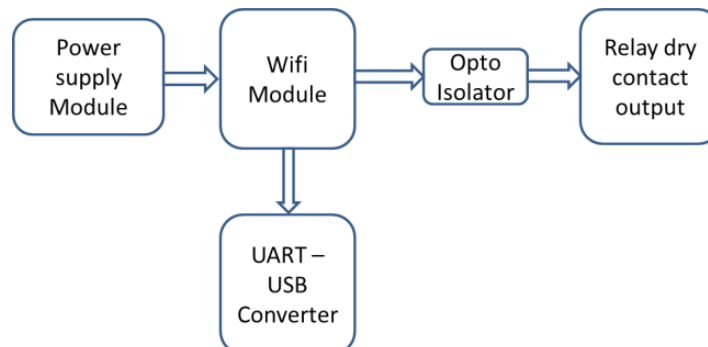 Power
supply
Module
Wifi
Module
Opto
Isolator
Relay dry
contact
output
UART –
USB
Converter